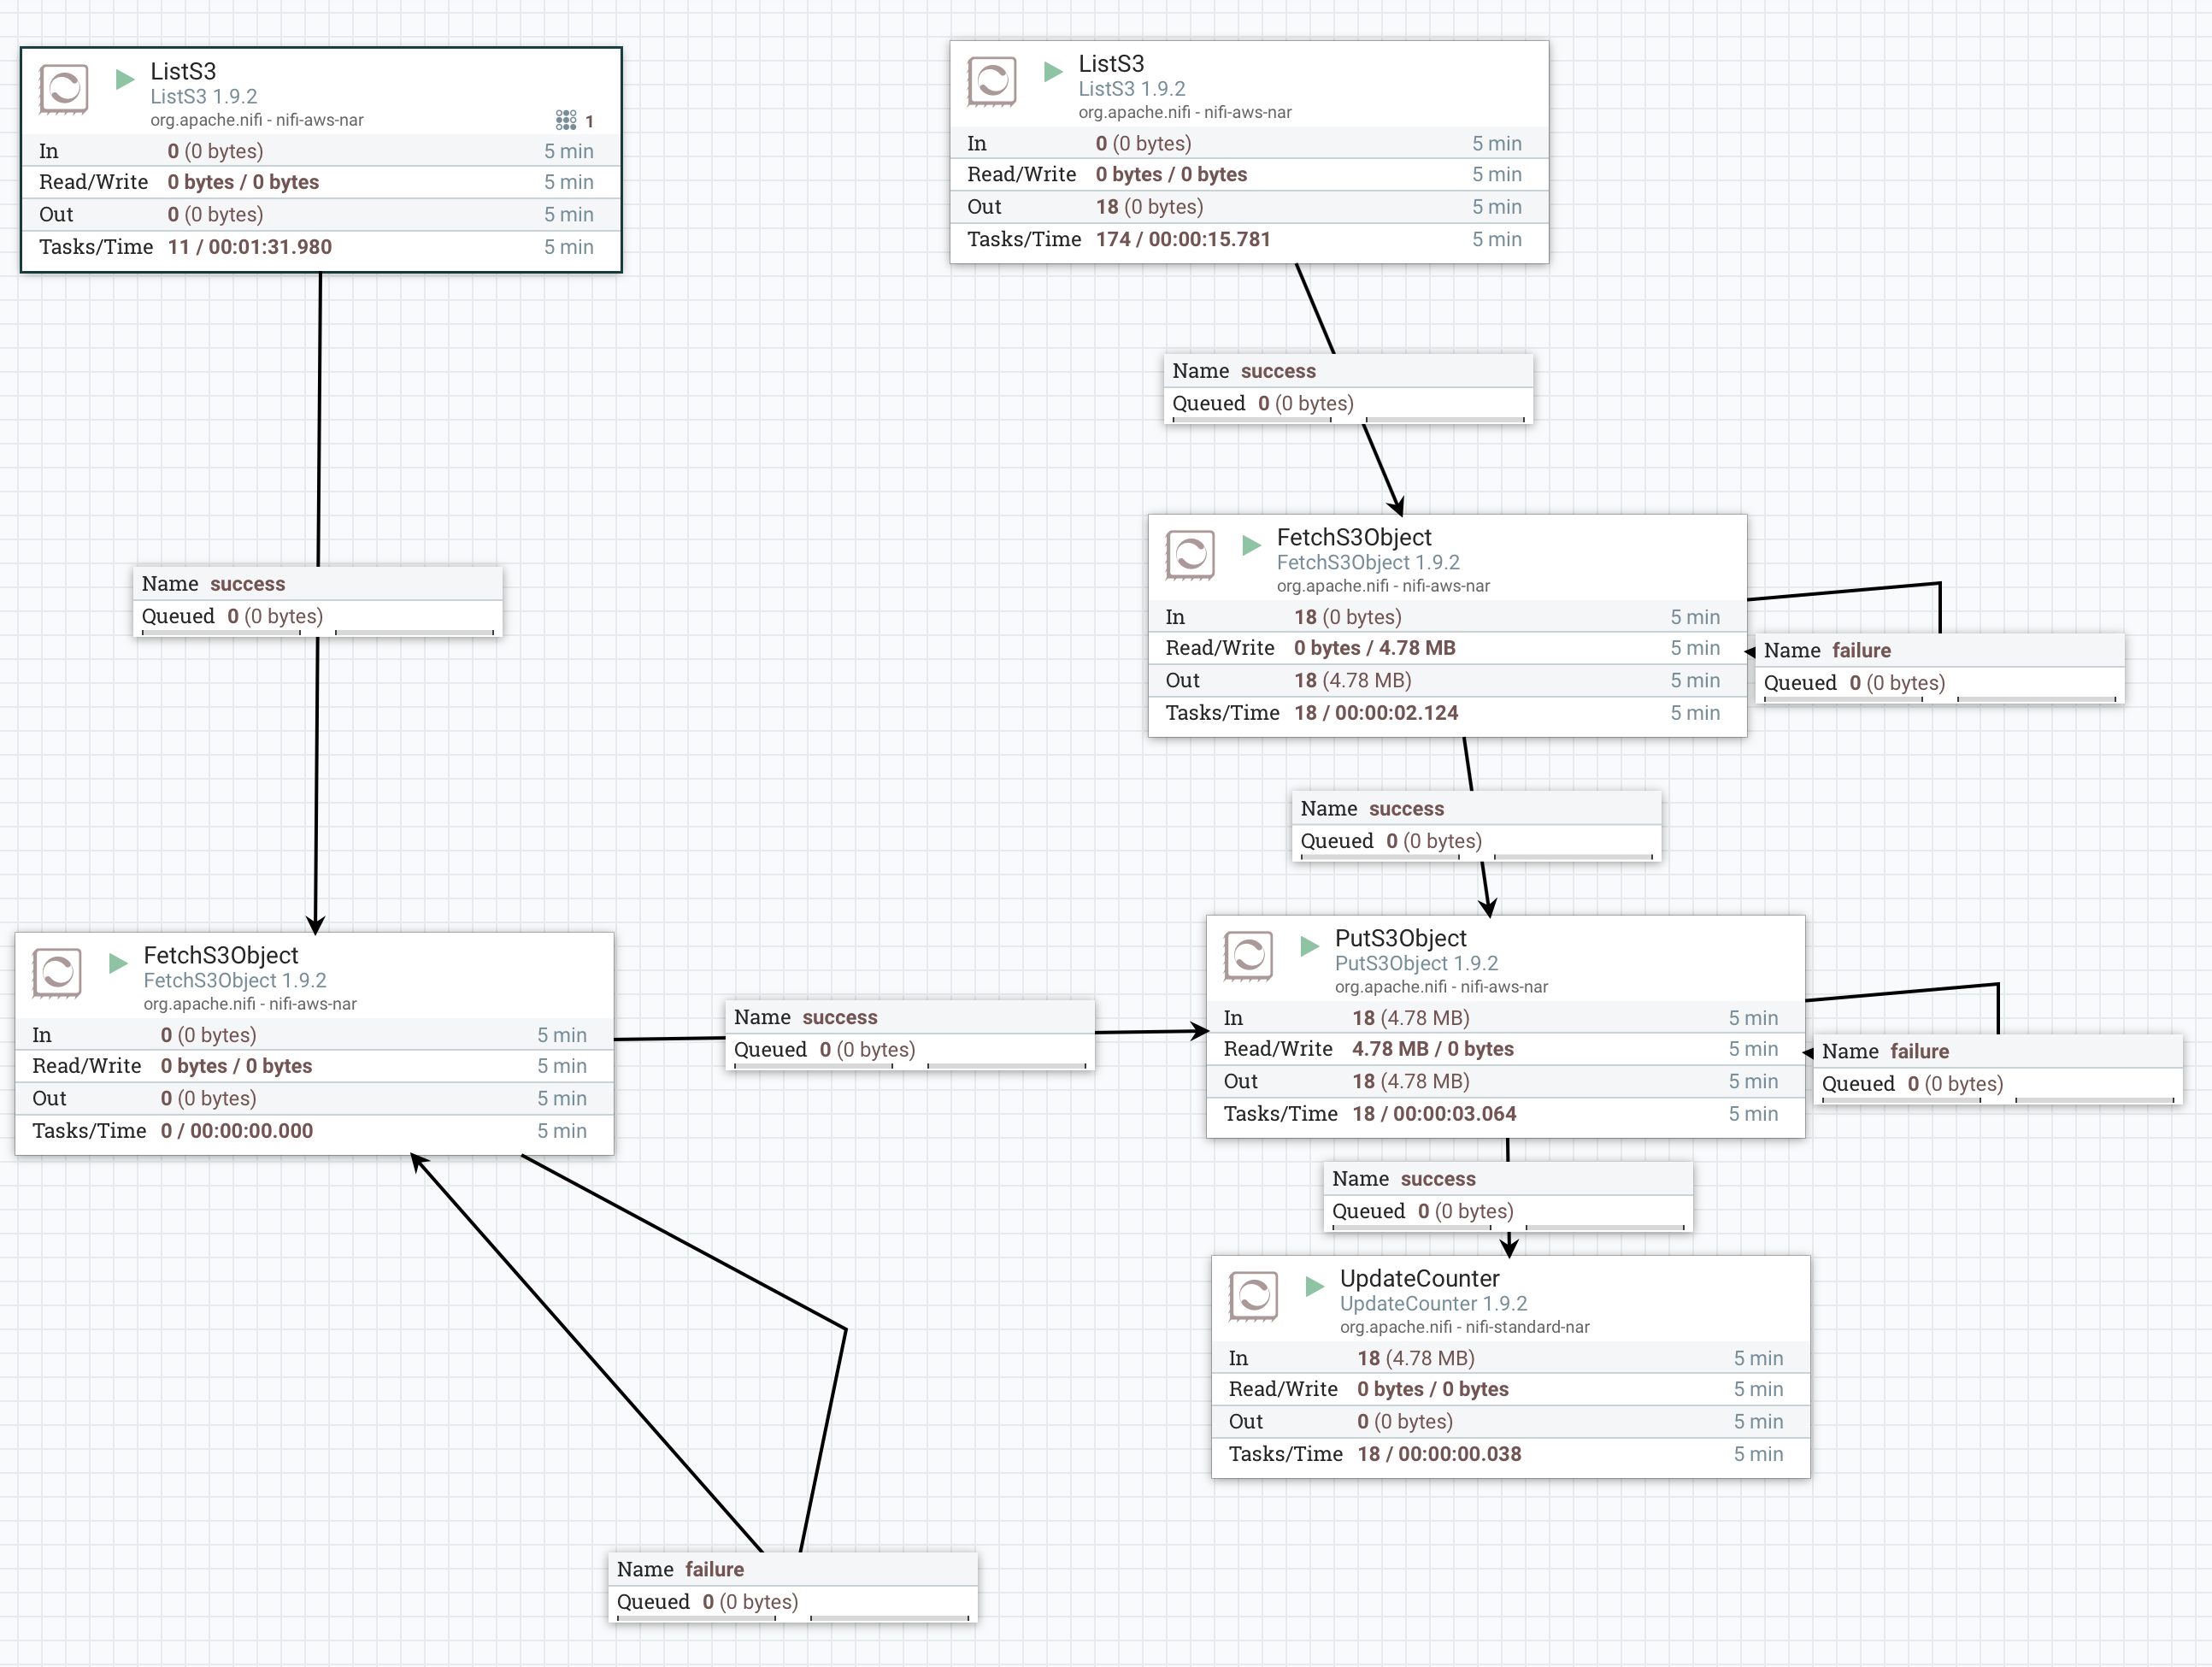 ListS3
ListS3 1.9.2
org.apache.nifi - nifi-aws-nar
1
In 0 (0 bytes) 5 min
Read/Write 0 bytes / 0 bytes 5 min
Out 0 (0 bytes) 5 min
Tasks/Time 11 / 00:01:31.980 5 min
ListS3
ListS3 1.9.2
org.apache.nifi - nifi-aws-nar
In 0 (0 bytes) 5 min
Read/Write 0 bytes / 0 bytes 5 min
Out 18 (0 bytes) 5 min
Tasks/Time 174 / 00:00:15.781 5 min
Name success
Queued 0 (0 bytes)
Name success
Queued 0 (0 bytes)
FetchS3Object
FetchS3Object 1.9.2
org.apache.nifi - nifi-aws-nar
In 18 (0 bytes) 5 min
Read/Write 0 bytes / 4.78 MB 5 min
Out 18 (4.78 MB) 5 min
Tasks/Time 18 / 00:00:02.124 5 min
Name failure
Queued 0 (0 bytes)
Name success
Queued 0 (0 bytes)
FetchS3Object
FetchS3Object 1.9.2
org.apache.nifi - nifi-aws-nar
In 0 (0 bytes) 5 min
Read/Write 0 bytes / 0 bytes 5 min
Out 0 (0 bytes) 5 min
Tasks/Time 0 / 00:00:00.000 5 min
Name success
Queued 0 (0 bytes)
PutS3Object
PutS3Object 1.9.2
org.apache.nifi - nifi-aws-nar
In 18 (4.78 MB) 5 min
Read/Write 4.78 MB / 0 bytes 5 min
Out 18 (4.78 MB) 5 min
Tasks/Time 18 / 00:00:03.064 5 min
Name failure
Queued 0 (0 bytes)
Name success
Queued 0 (0 bytes)
UpdateCounter
UpdateCounter 1.9.2
org.apache.nifi - nifi-standard-nar
In 18 (4.78 MB) 5 min
Read/Write 0 bytes / 0 bytes 5 min
Out 0 (0 bytes) 5 min
Tasks/Time 18 / 00:00:00.038 5 min
Name failure
Queued 0 (0 bytes)